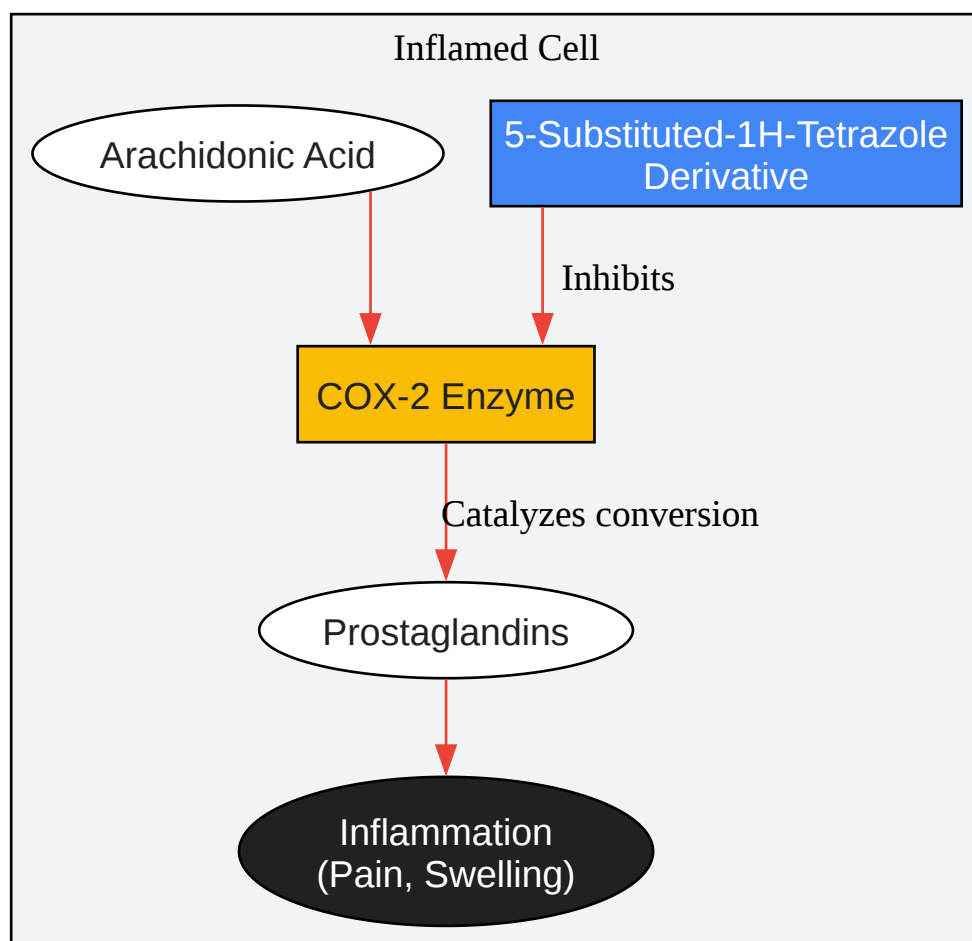 Inflamed Cell
Arachidonic Acid
5-Substituted-1H-Tetrazole
Derivative
Inhibits
COX-2 Enzyme
Catalyzes conversion
Prostaglandins
Inflammation
(Pain, Swelling)